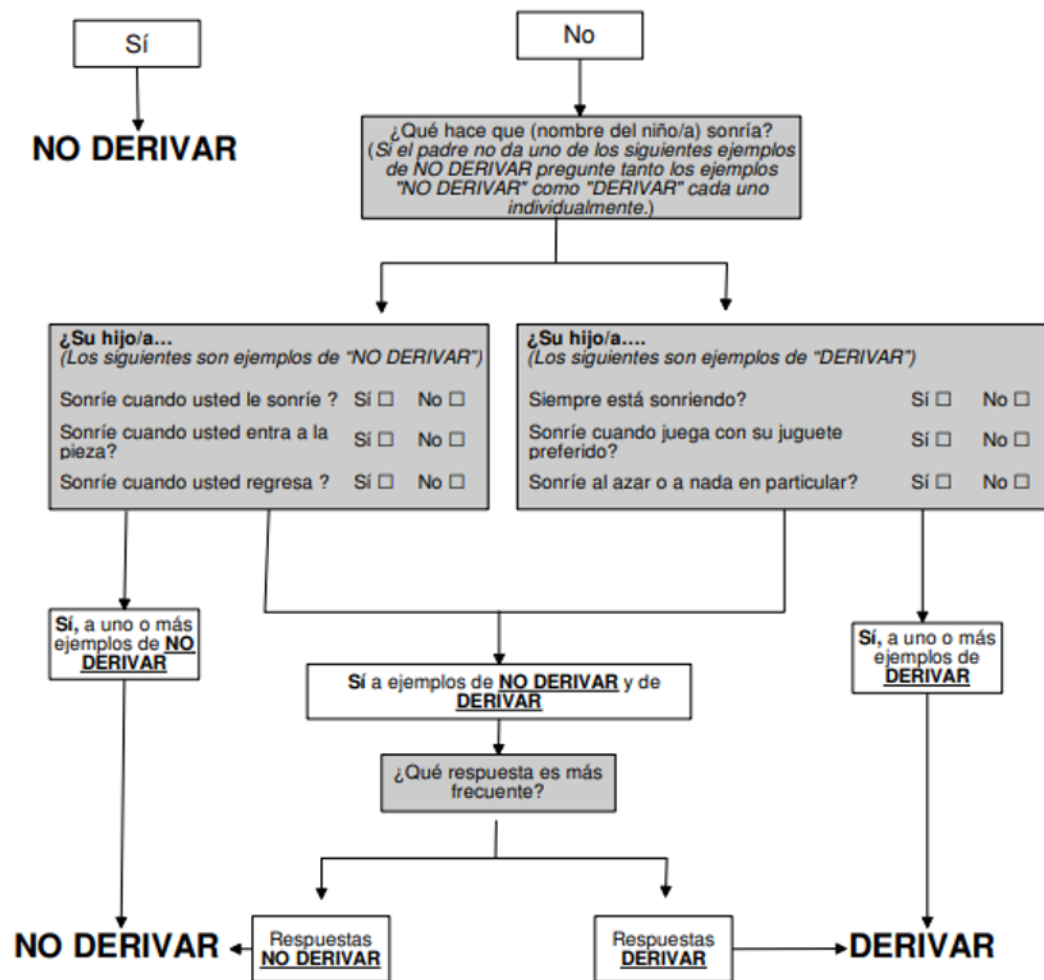 Sí
No
NO DERIVAR
¿Qué hace que (nombre del niño/a) sonría?
(Si el padre no da uno de los siguientes ejemplos
de NO DERIVAR pregunte tanto los ejemplos
"NO DERIVAR" como "DERIVAR" cada uno
individualmente.)
¿Su hijo/a…
(Los siguientes son ejemplos de "NO DERIVAR")
Sonríe cuando usted le sonríe ? Sí ☐ No ☐
Sonríe cuando usted entra a la
pieza? Sí ☐ No ☐
Sonríe cuando usted regresa ? Sí ☐ No ☐
¿Su hijo/a….
(Los siguientes son ejemplos de "DERIVAR")
Siempre está sonriendo? Sí ☐ No ☐
Sonríe cuando juega con su juguete
preferido? Sí ☐ No ☐
Sonríe al azar o a nada en particular? Sí ☐ No ☐
Sí, a uno o más
ejemplos de NO
DERIVAR
Sí a ejemplos de NO DERIVAR y de
DERIVAR
Sí, a uno o más
ejemplos de
DERIVAR
¿Qué respuesta es más
frecuente?
NO DERIVAR
Respuestas
NO DERIVAR
Respuestas
DERIVAR
DERIVAR